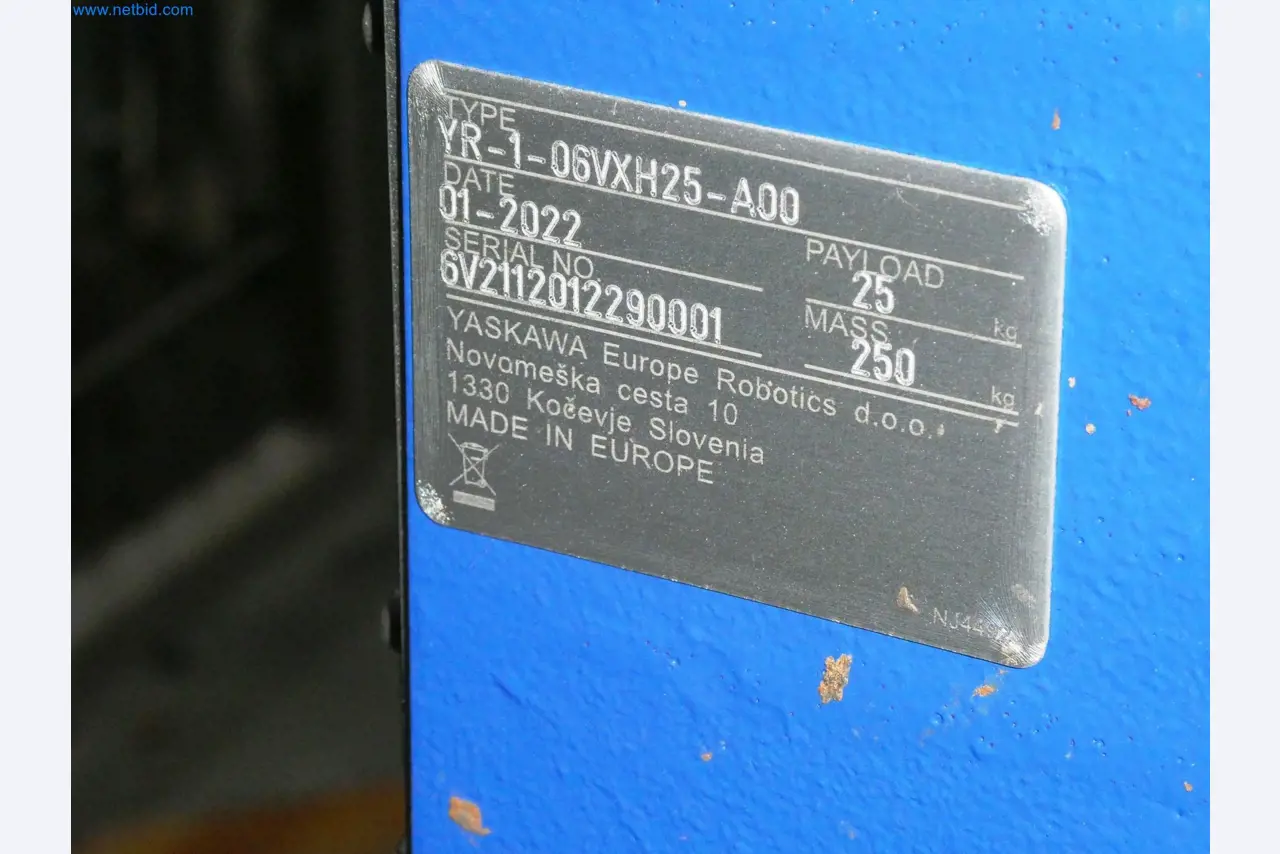 www.netbid.com
TYPE
YR-1-06VXH25-A00
DATE
01-2022
PAYLOAD
25 kg
SERIAL NO
6V2112012290001
MASS
250 kg
YASKAWA Europe Robotics d.o.o.
Novomeška cesta 10
1330 Kočevje Slovenia
MADE IN EUROPE